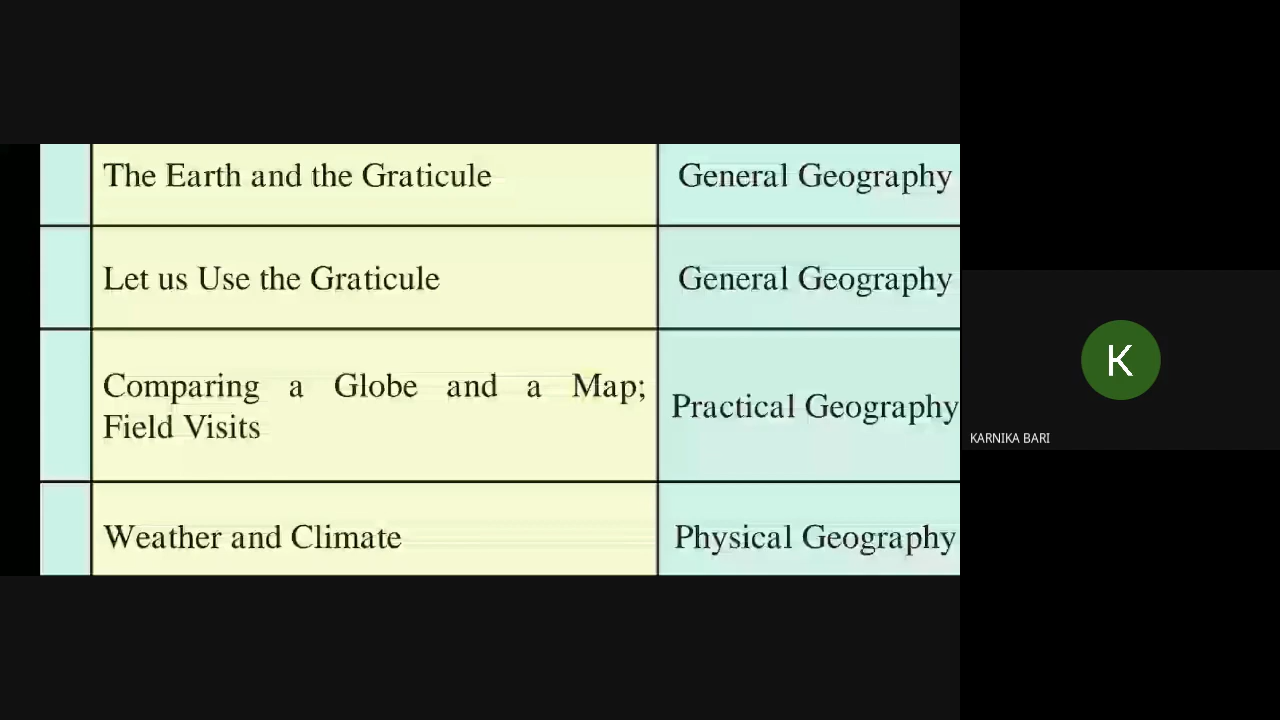 The Earth and the Graticule
General Geography
Let us Use the Graticule
General Geography
Comparing a Globe and a Map;
Field Visits
Practical Geography
Weather and Climate
Physical Geography
K
KARNIKA BARI